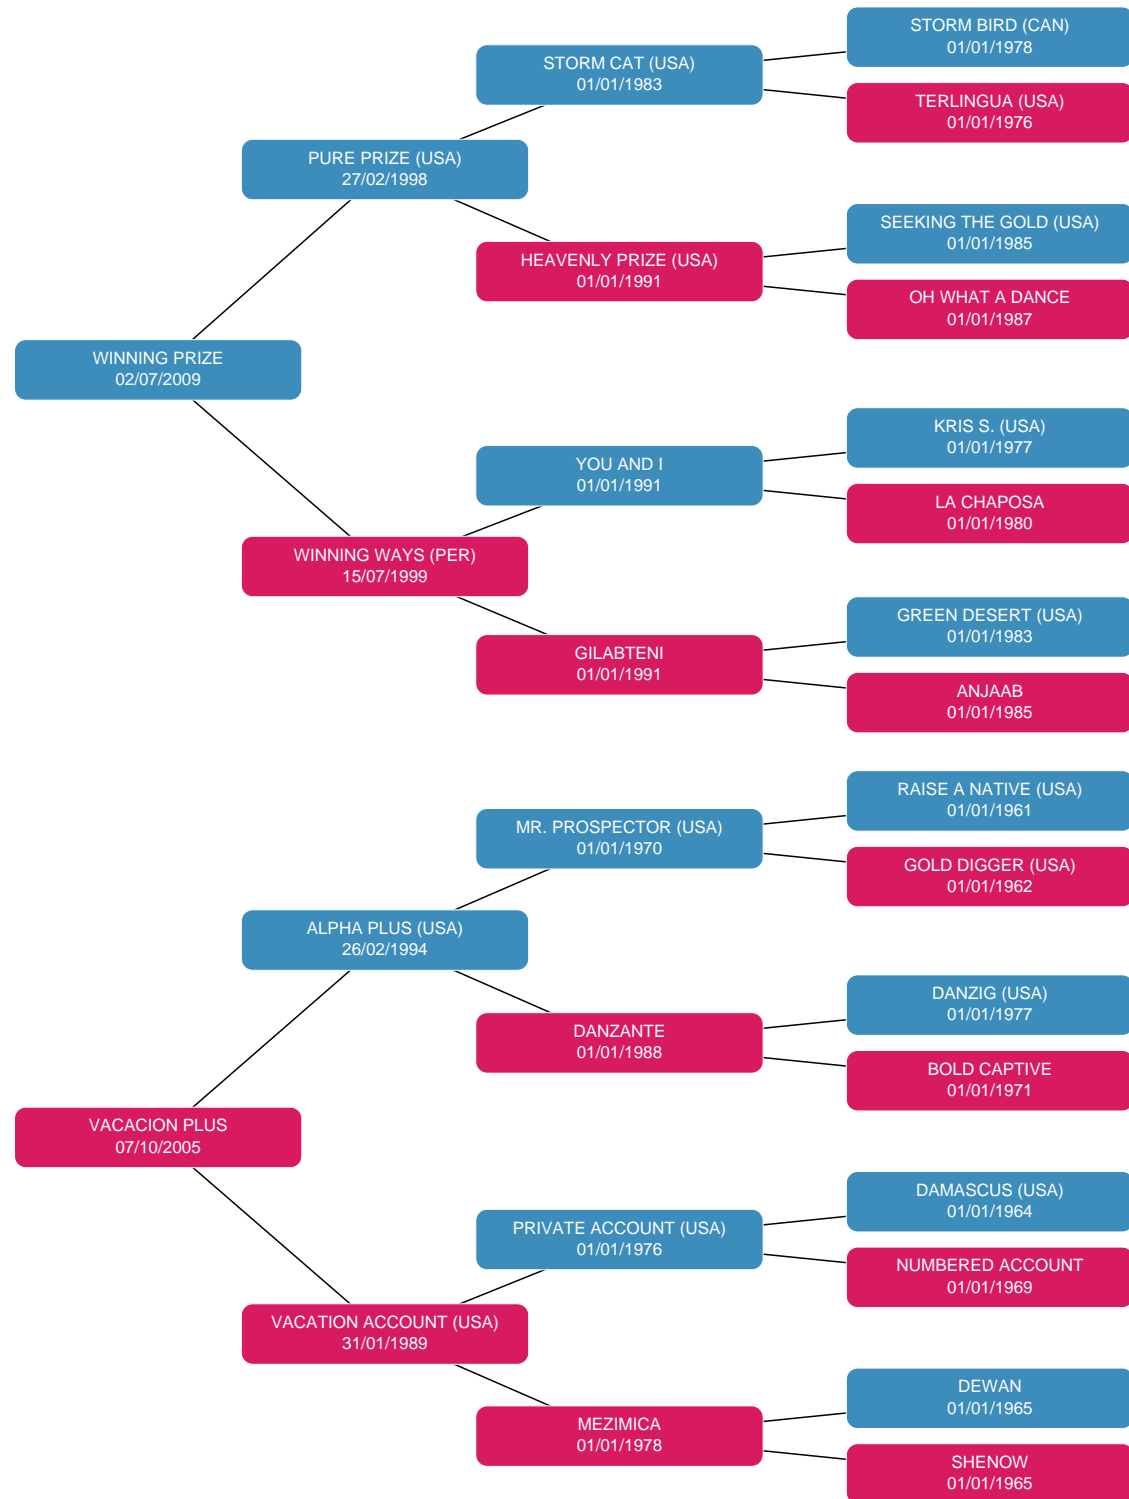 STORM BIRD (CAN)
01/01/1978
STORM CAT (USA)
01/01/1983
TERLINGUA (USA)
01/01/1976
PURE PRIZE (USA)
27/02/1998
SEEKING THE GOLD (USA)
01/01/1985
HEAVENLY PRIZE (USA)
01/01/1991
OH WHAT A DANCE
01/01/1987
WINNING PRIZE
02/07/2009
KRIS S. (USA)
01/01/1977
YOU AND I
01/01/1991
LA CHAPOSA
01/01/1980
WINNING WAYS (PER)
15/07/1999
GREEN DESERT (USA)
01/01/1983
GILABTENI
01/01/1991
ANJAAB
01/01/1985
RAISE A NATIVE (USA)
01/01/1961
MR. PROSPECTOR (USA)
01/01/1970
GOLD DIGGER (USA)
01/01/1962
ALPHA PLUS (USA)
26/02/1994
DANZIG (USA)
01/01/1977
DANZANTE
01/01/1988
BOLD CAPTIVE
01/01/1971
VACACION PLUS
07/10/2005
DAMASCUS (USA)
01/01/1964
PRIVATE ACCOUNT (USA)
01/01/1976
NUMBERED ACCOUNT
01/01/1969
VACATION ACCOUNT (USA)
31/01/1989
DEWAN
01/01/1965
MEZIMICA
01/01/1978
SHENOW
01/01/1965